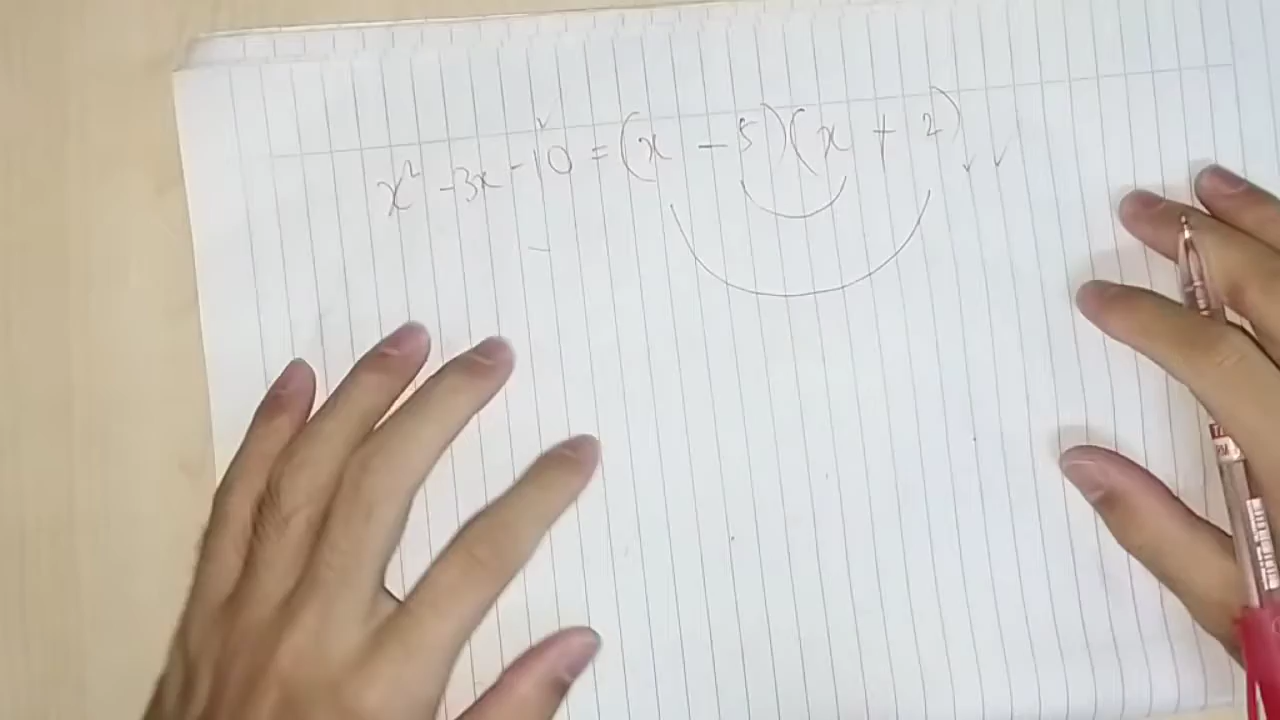 x² - 3x - 10 = (x - 5)(x + 2)